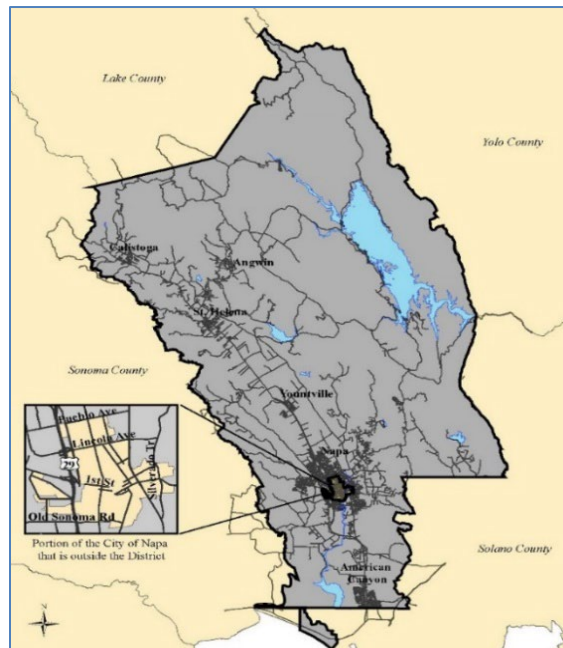 Lake County
Yolo County
Calistoga
Angwin
St. Helena
Sonoma County
Yountville
Napa
Pueblo Ave
Lincoln Ave
29
1st St
Silverado Tr
Old Sonoma Rd
Portion of the City of Napa
that is outside the District
Solano County
American
Canyon
N